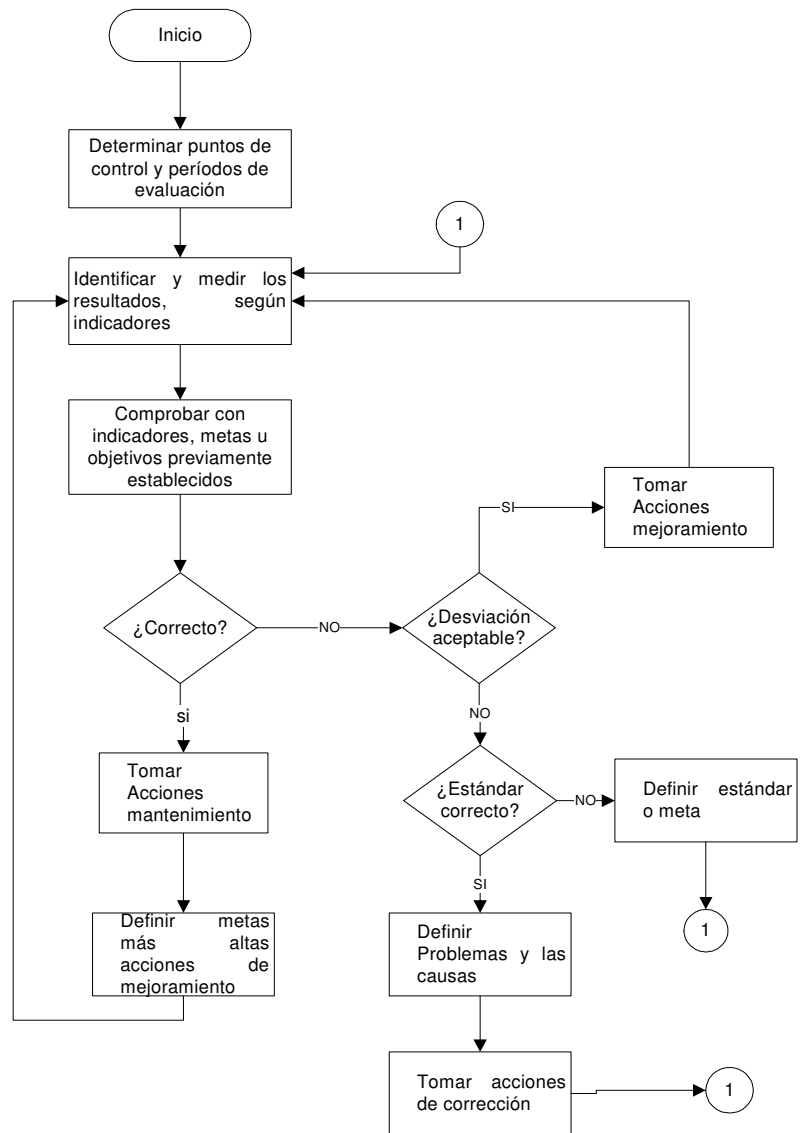 Inicio
Determinar puntos de
control y períodos de
evaluación
1
Identificar y medir los
resultados, según
indicadores
Comprobar con
indicadores, metas u
objetivos previamente
establecidos
Tomar
Acciones
mejoramiento
SI
¿Correcto?
NO
¿Desviación
aceptable?
si
NO
Tomar
Acciones
mantenimiento
¿Estándar
correcto?
NO
Definir estándar
o meta
SI
1
Definir metas
más altas
acciones de
mejoramiento
Definir
Problemas y las
causas
Tomar acciones
de corrección
1